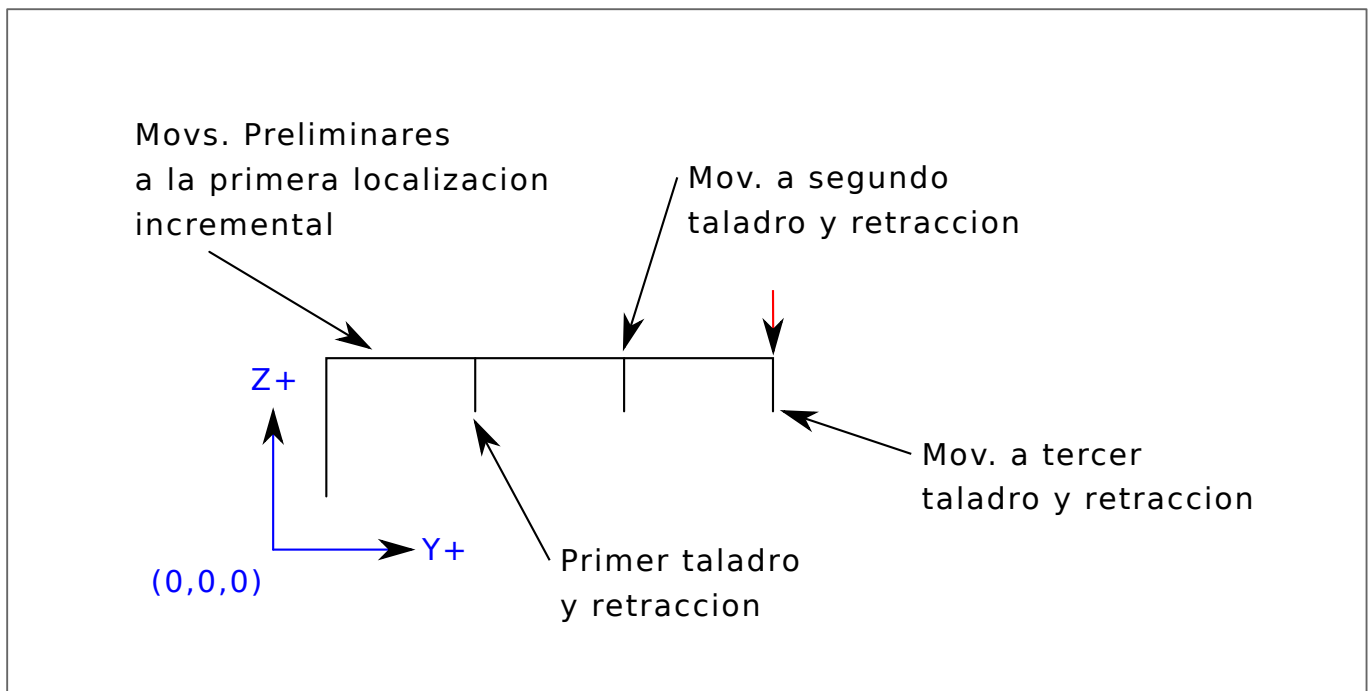 Movs. Preliminares
a la primera localizacion
incremental
Mov. a segundo
taladro y retraccion
Z+
Mov. a tercer
taladro y retraccion
Y+
(0,0,0)
Primer taladro
y retraccion